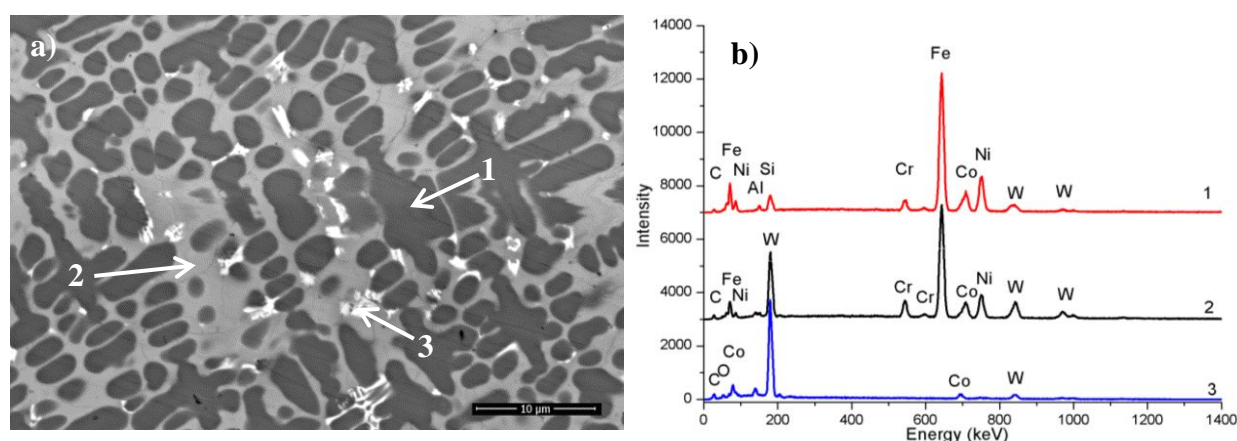 a)
1
2
3
10 µm
b)
14000
12000
10000
8000
6000
4000
2000
0
Intensity
Fe
Fe
C
Ni
Al
Si
Cr
Co
Ni
W
W
1
W
Fe
C
Ni
Cr
Cr
Co
Ni
W
W
2
Co
C
O
Co
W
3
0 200 400 600 800 1000 1200 1400
Energy (keV)